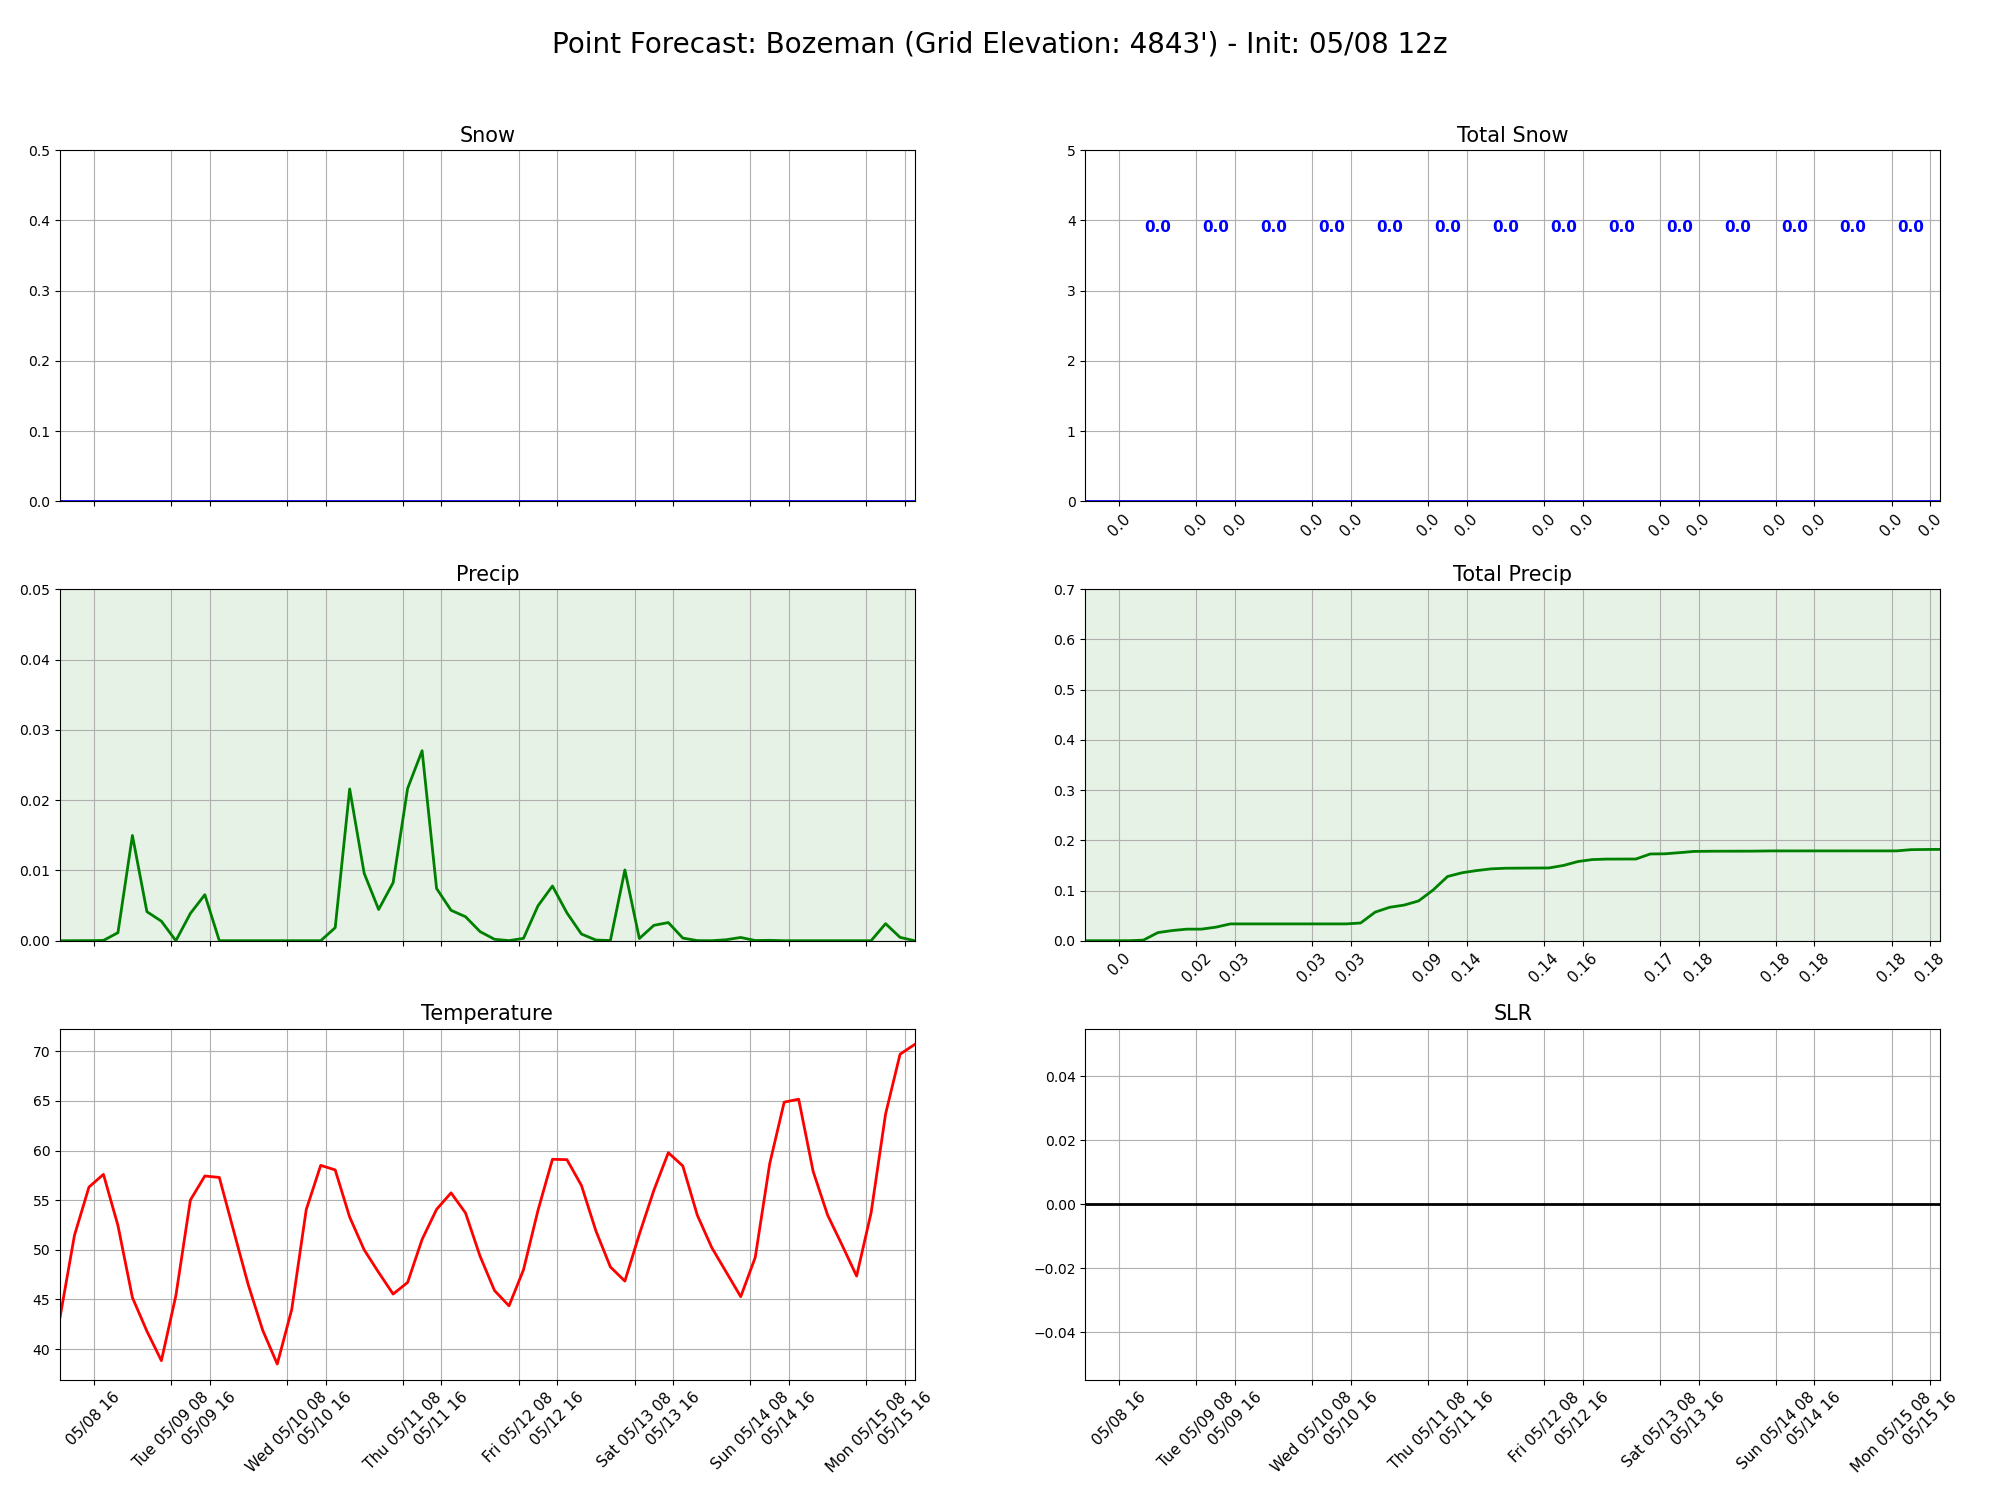 Point Forecast: Bozeman (Grid Elevation: 4843') - Init: 05/08 12z
Snow
0.5
0.4
0.3
0.2
0.1
0.0
Total Snow
5
4
3
2
1
0
0.0 0.0 0.0 0.0 0.0 0.0 0.0 0.0 0.0 0.0 0.0 0.0 0.0 0.0
0.0 0.0 0.0 0.0 0.0 0.0 0.0 0.0 0.0 0.0 0.0 0.0 0.0 0.0 0.0
Precip
0.05
0.04
0.03
0.02
0.01
0.00
Total Precip
0.7
0.6
0.5
0.4
0.3
0.2
0.1
0.0
0.0 0.02 0.03 0.03 0.03 0.09 0.14 0.14 0.16 0.17 0.18 0.18 0.18 0.18 0.18
Temperature
70
65
60
55
50
45
40
05/08 16
Tue 05/09 08
05/09 16
Wed 05/10 08
05/10 16
Thu 05/11 08
05/11 16
Fri 05/12 08
05/12 16
Sat 05/13 08
05/13 16
Sun 05/14 08
05/14 16
Mon 05/15 08
05/15 16
SLR
0.04
0.02
0.00
−0.02
−0.04
05/08 16
Tue 05/09 08
05/09 16
Wed 05/10 08
05/10 16
Thu 05/11 08
05/11 16
Fri 05/12 08
05/12 16
Sat 05/13 08
05/13 16
Sun 05/14 08
05/14 16
Mon 05/15 08
05/15 16